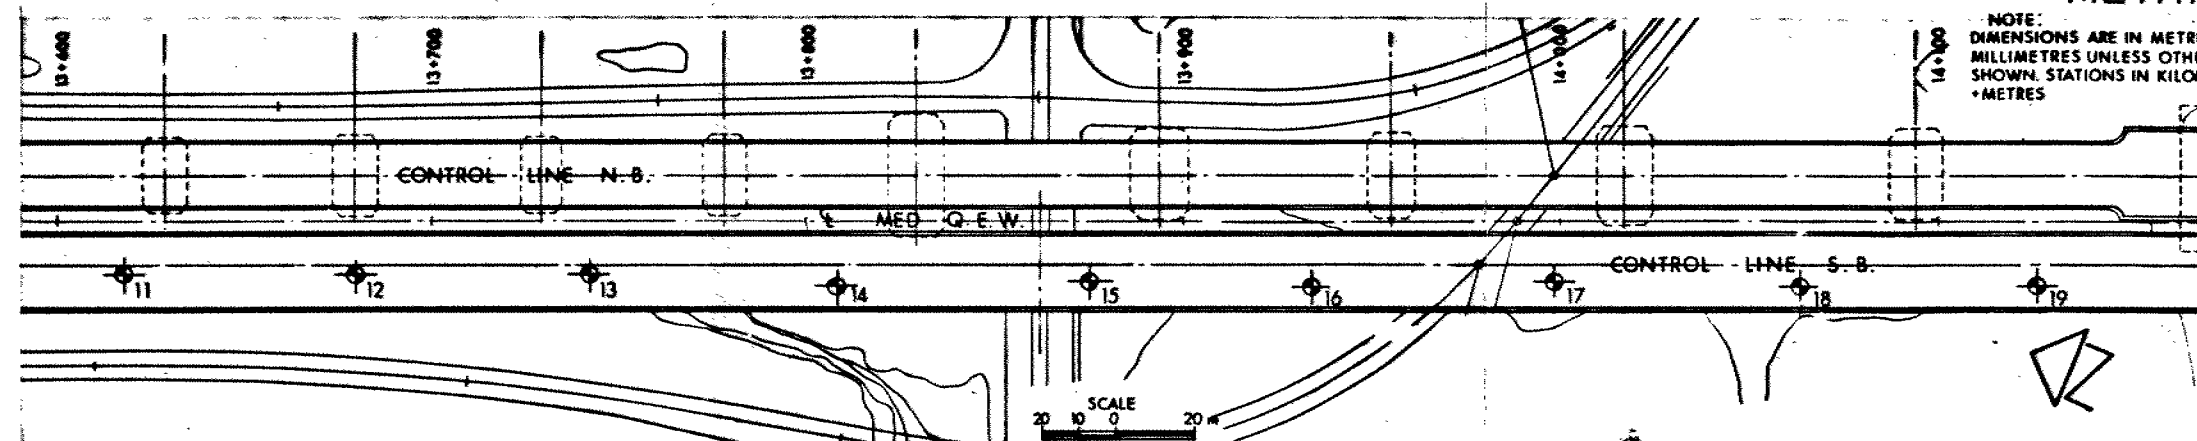 13+600
13+700
13+800
13+900
14+000
14+100
NOTE:
DIMENSIONS ARE IN METR
MILLIMETRES UNLESS OTH
SHOWN. STATIONS IN KILO
+METRES
CONTROL LINE N.B.
℄ MED Q.E.W.
CONTROL LINE S.B.
11
12
13
14
15
16
17
18
19
SCALE
20 10 0 20 m